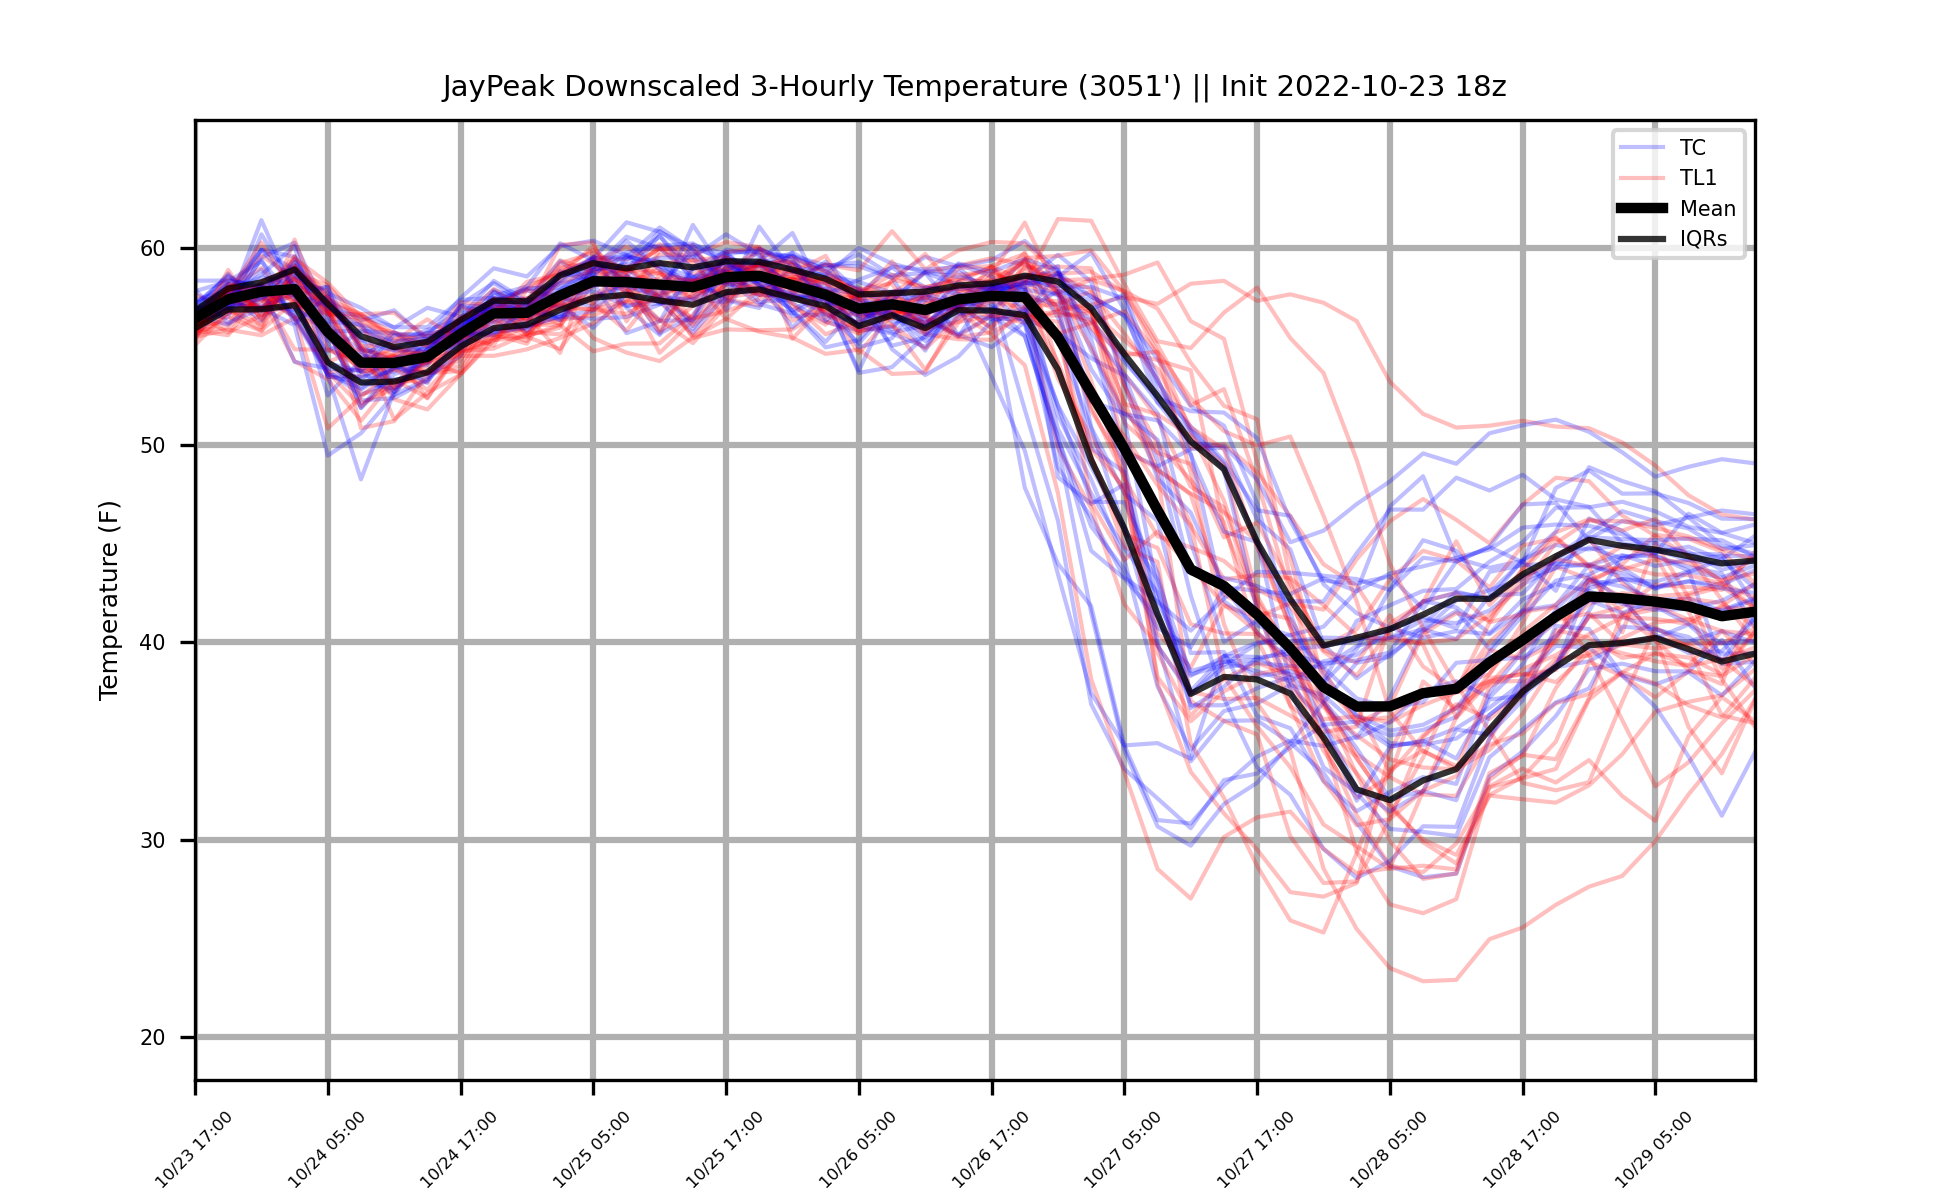 JayPeak Downscaled 3-Hourly Temperature (3051') || Init 2022-10-23 18z
TC
TL1
Mean
IQRs
Temperature (F)
60
50
40
30
20
10/23 17:00
10/24 05:00
10/24 17:00
10/25 05:00
10/25 17:00
10/26 05:00
10/26 17:00
10/27 05:00
10/27 17:00
10/28 05:00
10/28 17:00
10/29 05:00